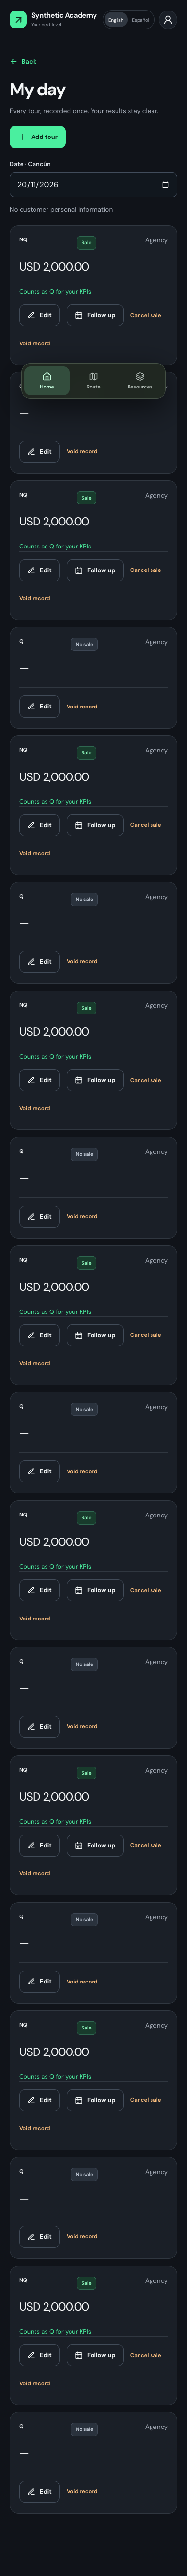 Synthetic Academy
Your next level
English Español
Back
My day
Every tour, recorded once. Your results stay clear.
Add tour
Date · Cancún
20/11/2026
No customer personal information
NQ Sale Agency
USD 2,000.00
Counts as Q for your KPIs
Edit Follow up Cancel sale
Void record
Home Route Resources
—
Edit Void record
NQ Sale Agency
USD 2,000.00
Counts as Q for your KPIs
Edit Follow up Cancel sale
Void record
Q No sale Agency
—
Edit Void record
NQ Sale Agency
USD 2,000.00
Counts as Q for your KPIs
Edit Follow up Cancel sale
Void record
Q No sale Agency
—
Edit Void record
NQ Sale Agency
USD 2,000.00
Counts as Q for your KPIs
Edit Follow up Cancel sale
Void record
Q No sale Agency
—
Edit Void record
NQ Sale Agency
USD 2,000.00
Counts as Q for your KPIs
Edit Follow up Cancel sale
Void record
Q No sale Agency
—
Edit Void record
NQ Sale Agency
USD 2,000.00
Counts as Q for your KPIs
Edit Follow up Cancel sale
Void record
Q No sale Agency
—
Edit Void record
NQ Sale Agency
USD 2,000.00
Counts as Q for your KPIs
Edit Follow up Cancel sale
Void record
Q No sale Agency
—
Edit Void record
NQ Sale Agency
USD 2,000.00
Counts as Q for your KPIs
Edit Follow up Cancel sale
Void record
Q No sale Agency
—
Edit Void record
NQ Sale Agency
USD 2,000.00
Counts as Q for your KPIs
Edit Follow up Cancel sale
Void record
Q No sale Agency
—
Edit Void record